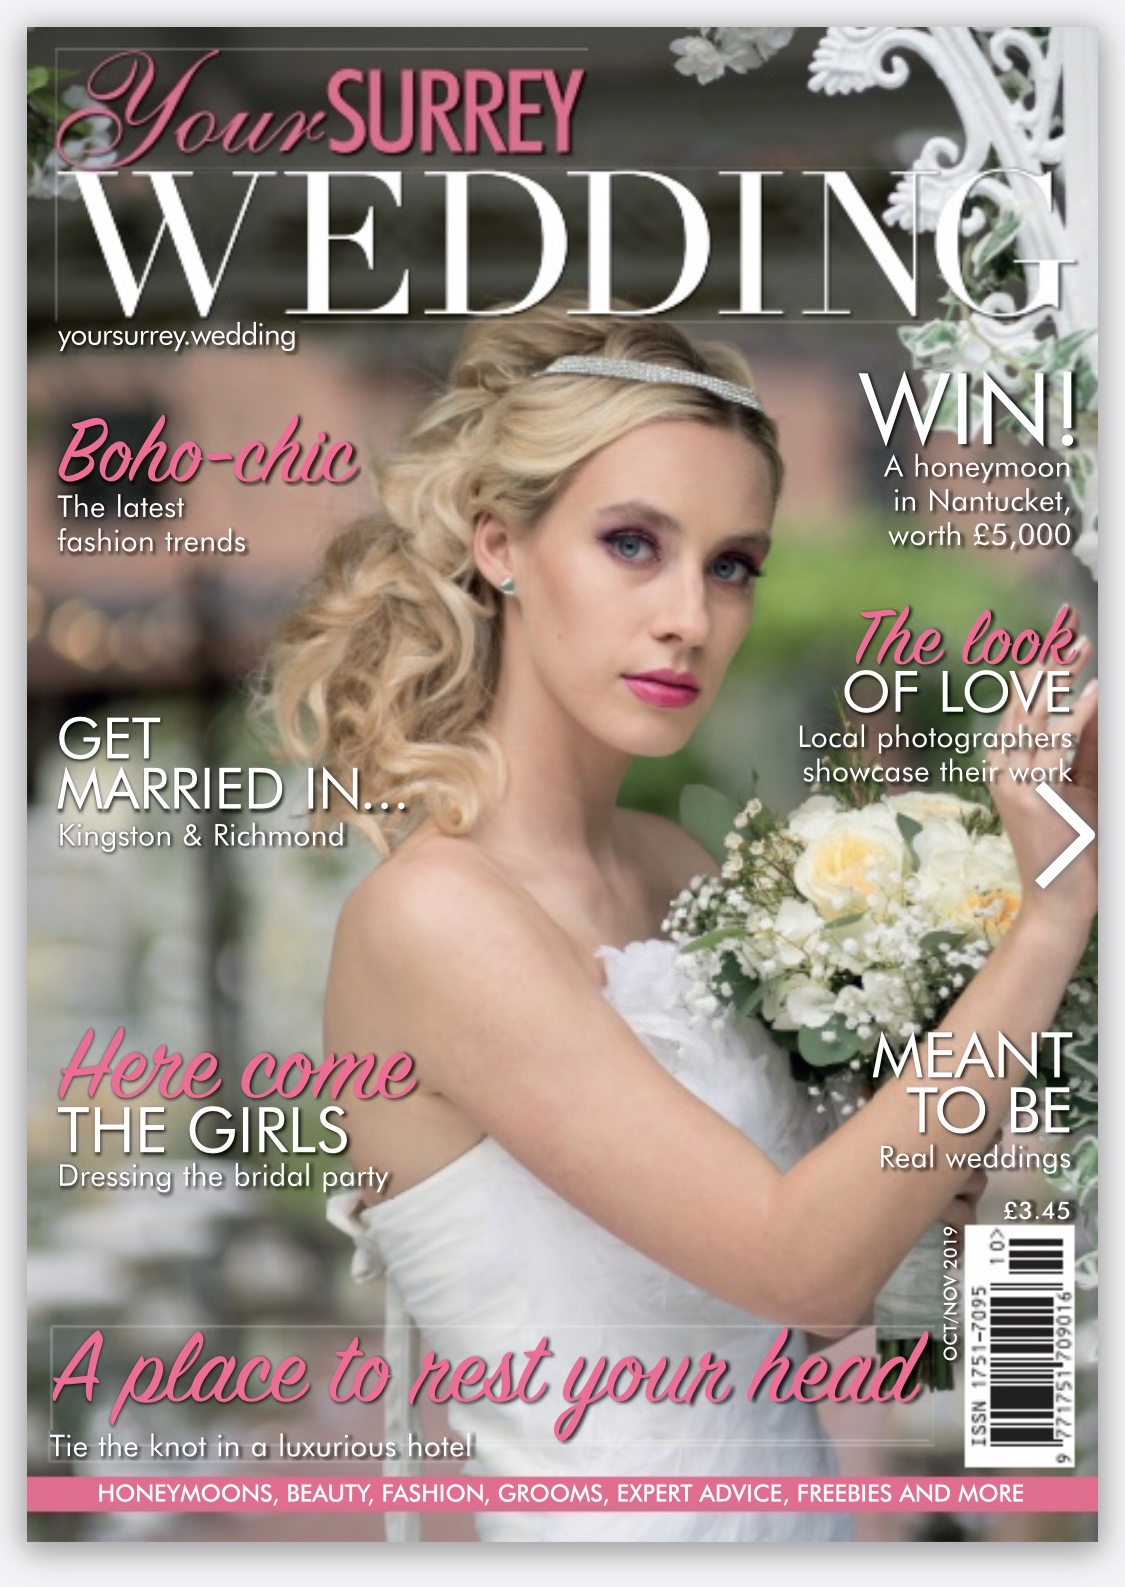 Your SURREY
WEDDING
yoursurrey.wedding
Boho-chic
The latest
fashion trends
WIN!
A honeymoon
in Nantucket,
worth £5,000
The look
OF LOVE
Local photographers
showcase their work
GET
MARRIED IN...
Kingston & Richmond
Here come
THE GIRLS
Dressing the bridal party
MEANT
TO BE
Real weddings
£3.45
OCT/NOV 2019
ISSN 1751-7095
10>
9 771751 709016
A place to rest your head
Tie the knot in a luxurious hotel
HONEYMOONS, BEAUTY, FASHION, GROOMS, EXPERT ADVICE, FREEBIES AND MORE